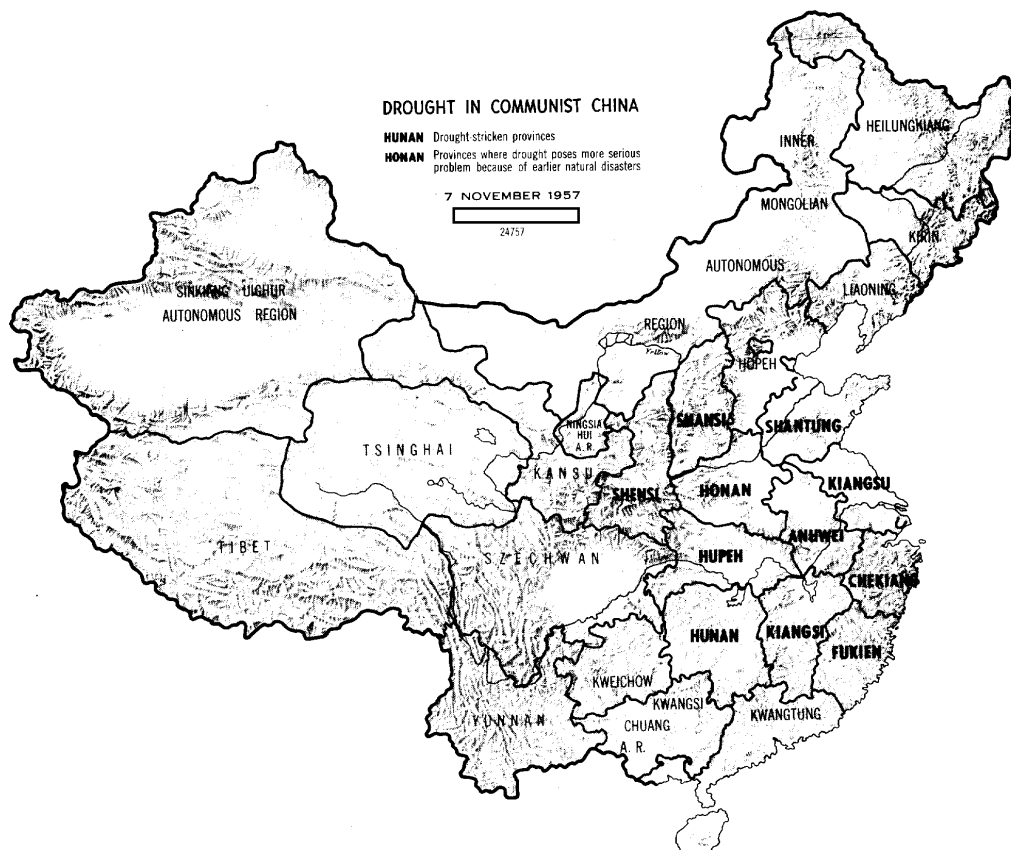 DROUGHT IN COMMUNIST CHINA
HUNAN Drought-stricken provinces
HONAN Provinces where drought poses more serious
problem because of earlier natural disasters
7 NOVEMBER 1957
24757
HEILUNGKIANG
INNER
MONGOLIAN
KIRIN
AUTONOMOUS
LIAONING
SINKIANG UIGHUR
AUTONOMOUS REGION
REGION
Yellow
HOPEH
SHANSI
SHANTUNG
NINGSIA
HUI
A.R.
TSINGHAI
KANSU
SHENSI
HONAN
KIANGSU
ANHWEI
TIBET
SZECHWAN
HUPEH
CHEKIANG
HUNAN
KIANGSI
FUKIEN
KWEICHOW
KWANGSI
CHUANG
A. R.
KWANGTUNG
YUNNAN